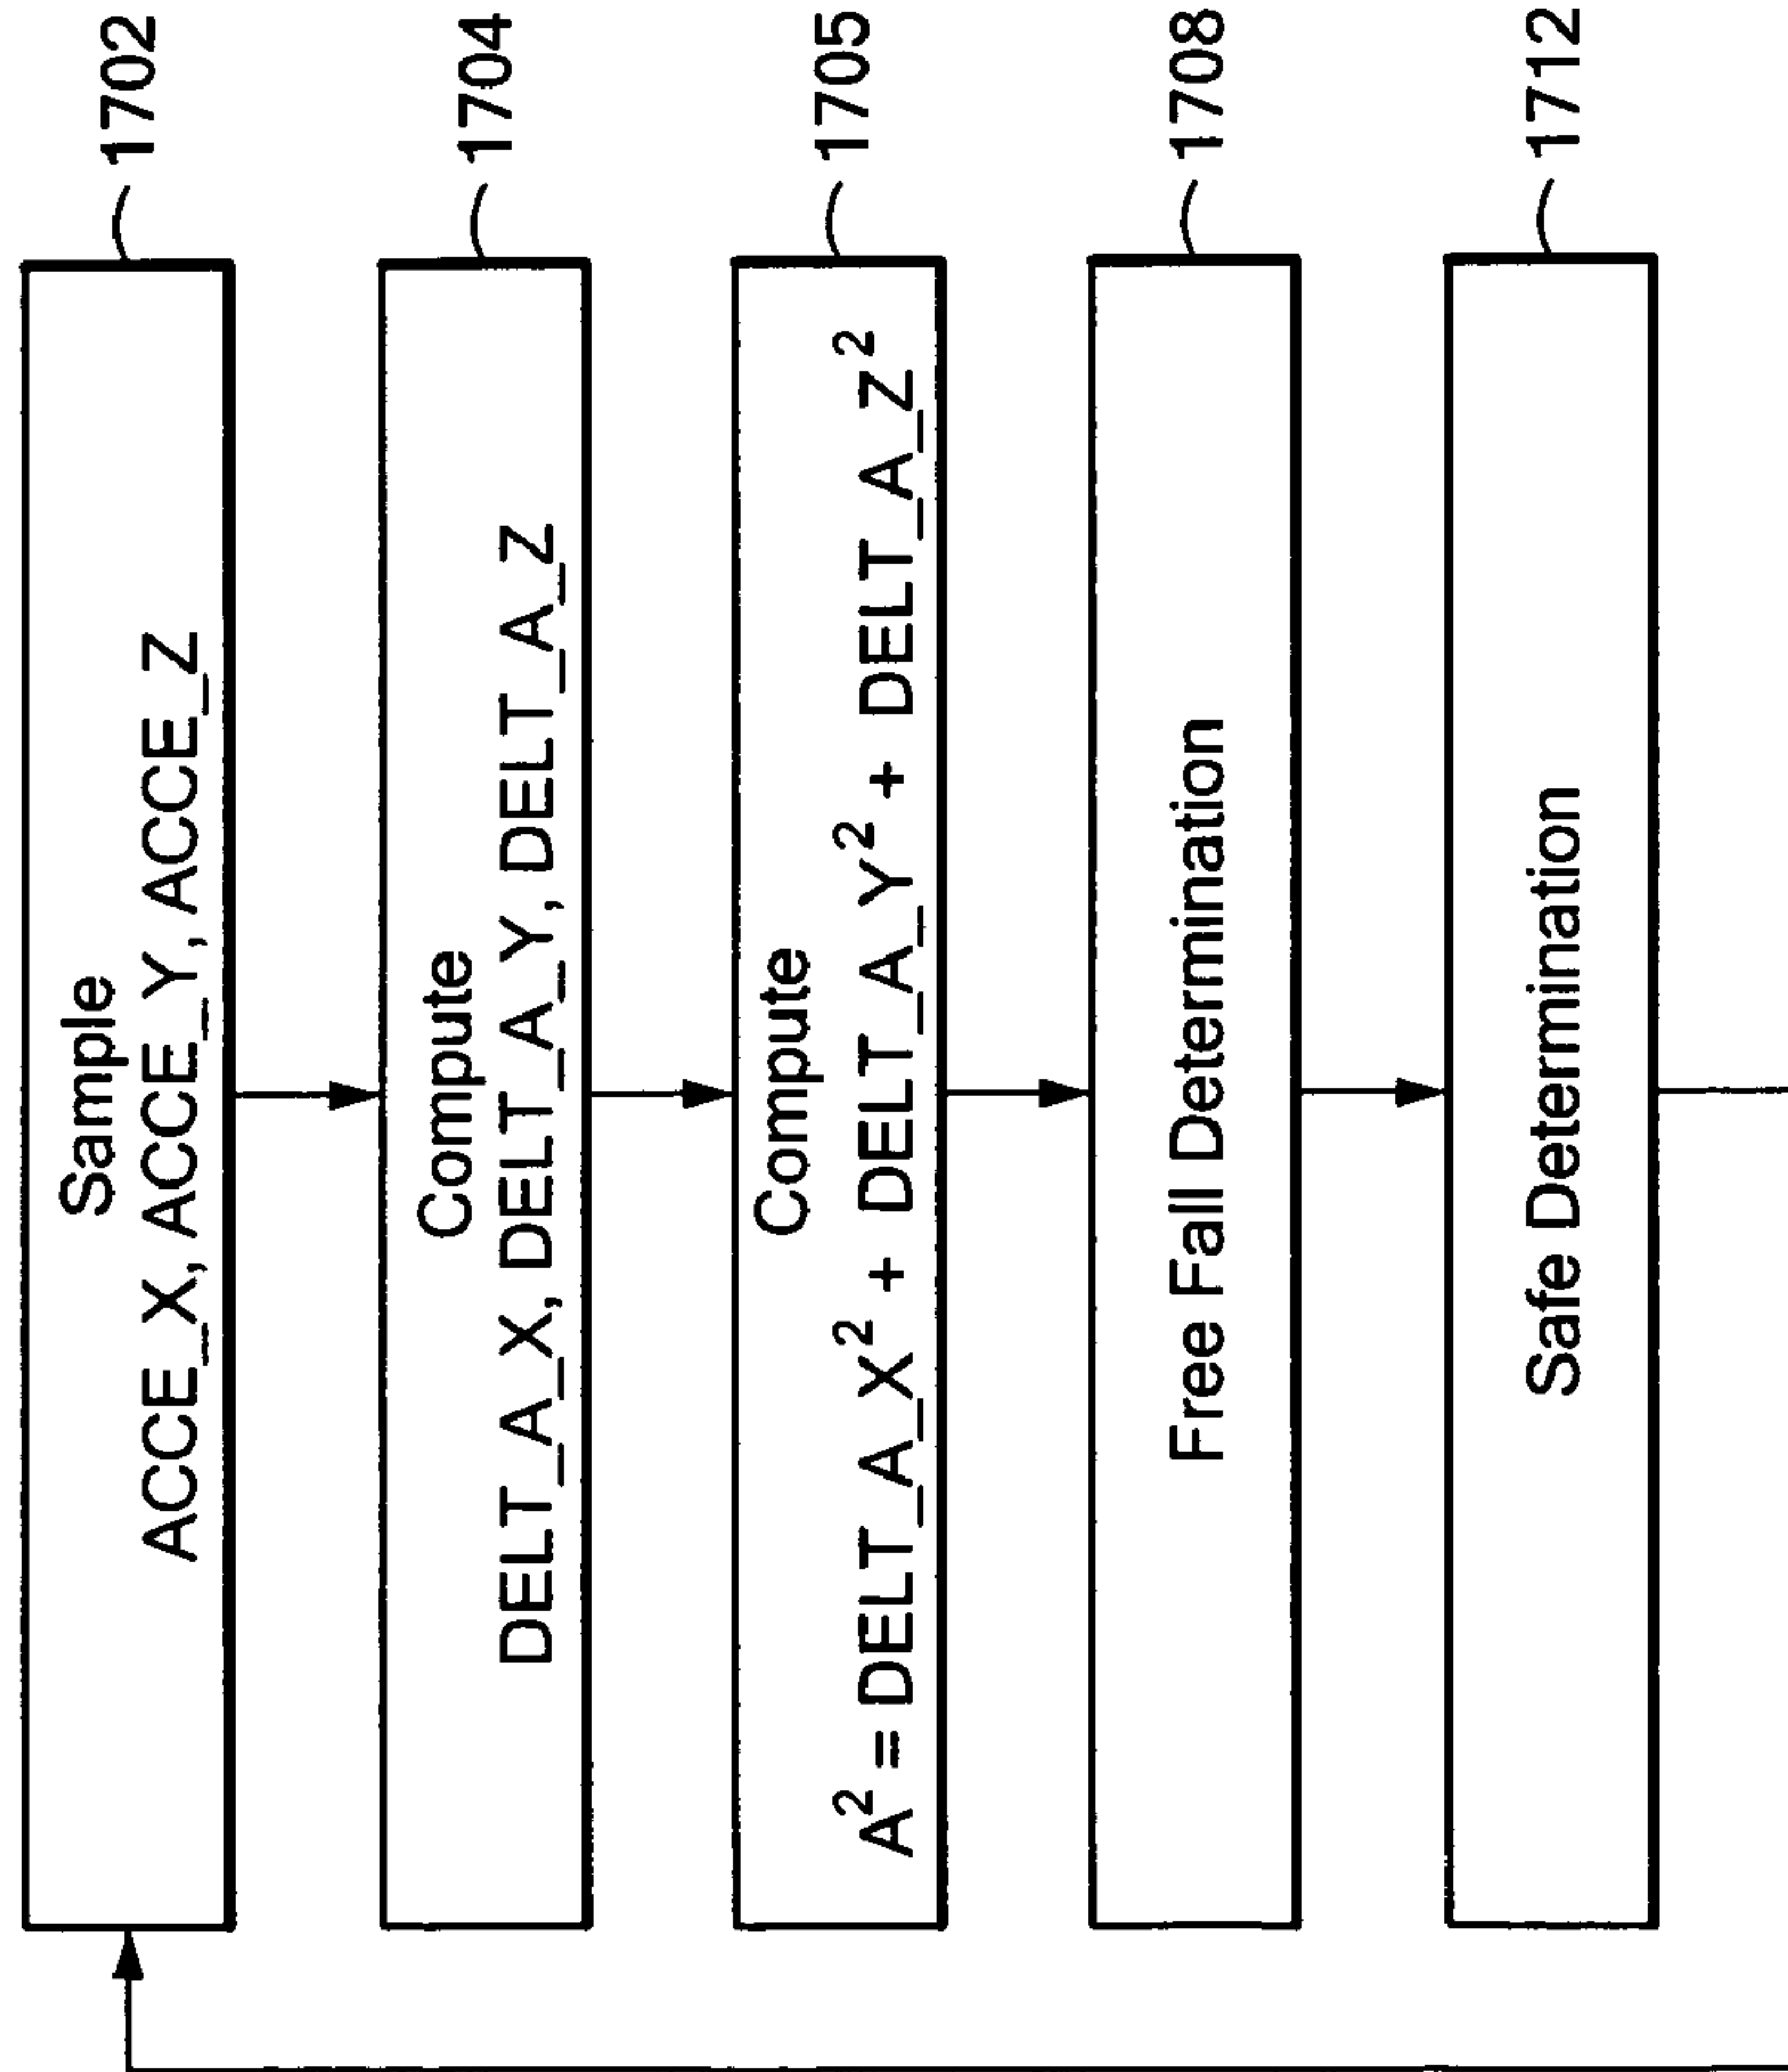 Sample
ACCE_X, ACCE_Y, ACCE_Z
1702
Compute
DELT_A_X, DELT_A_Y, DELT_A_Z
1704
Compute
A² = DELT_A_X² + DELT_A_Y² + DELT_A_Z²
1705
Free Fall Determination
1708
Safe Determination
1712